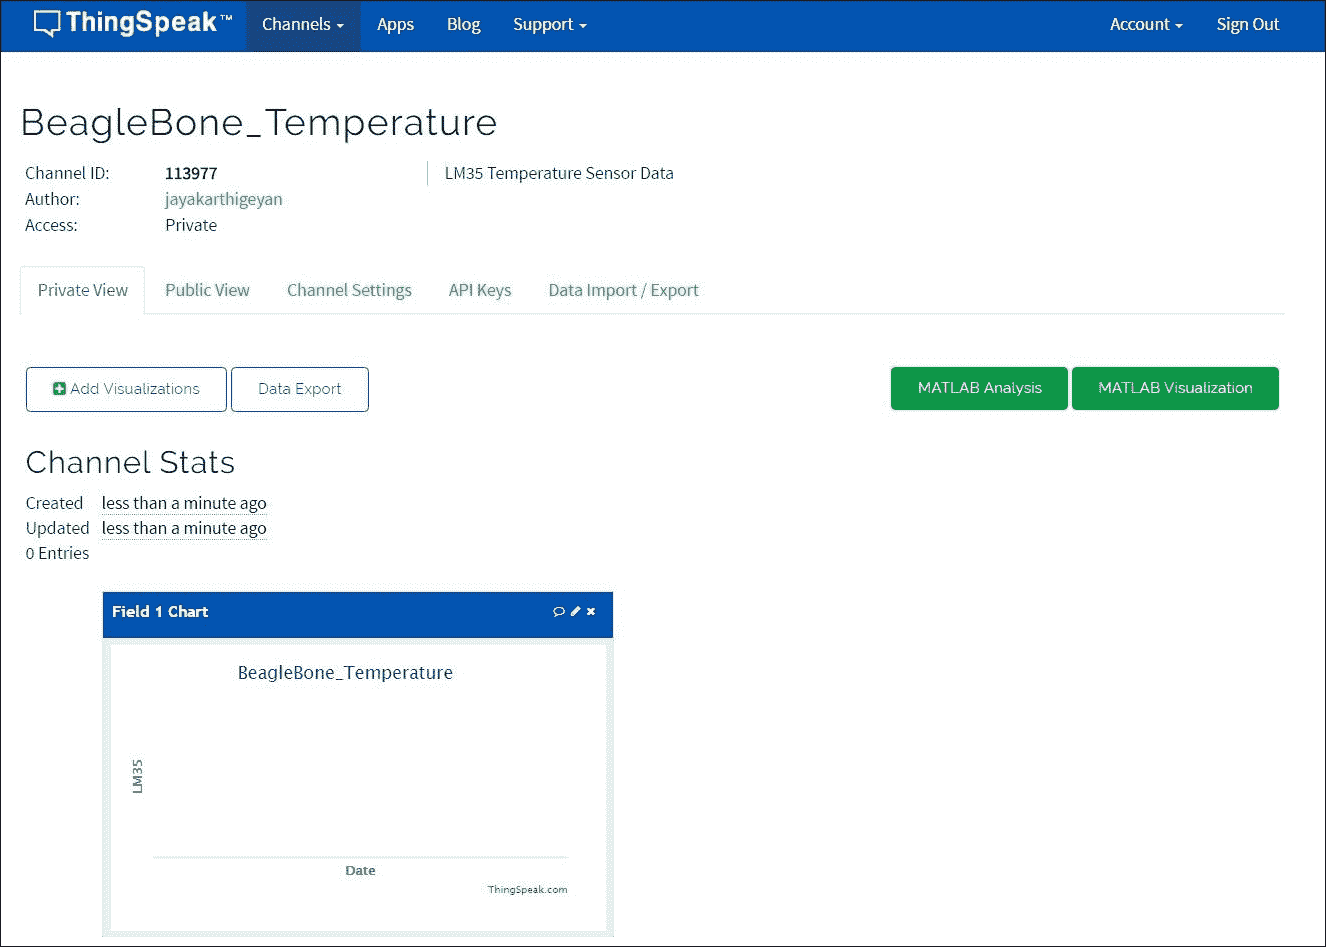 ThingSpeak™ Channels Apps Blog Support Account Sign Out
BeagleBone_Temperature
Channel ID: 113977 LM35 Temperature Sensor Data
Author: jayakarthigeyan
Access: Private
Private View Public View Channel Settings API Keys Data Import / Export
Add Visualizations Data Export MATLAB Analysis MATLAB Visualization
Channel Stats
Created less than a minute ago
Updated less than a minute ago
0 Entries
Field 1 Chart
BeagleBone_Temperature
LM35
Date
ThingSpeak.com